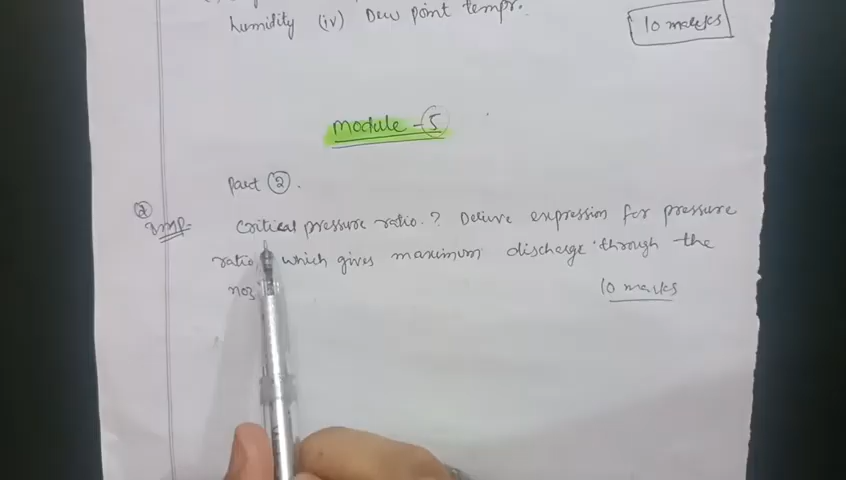 humidity (iv) Dew point tempr.
10 marks
Module - 5
Part 2.
Imp
Critical pressure ratio.? Derive expression for pressure
ratio which gives maximum discharge through the
noz
10 marks